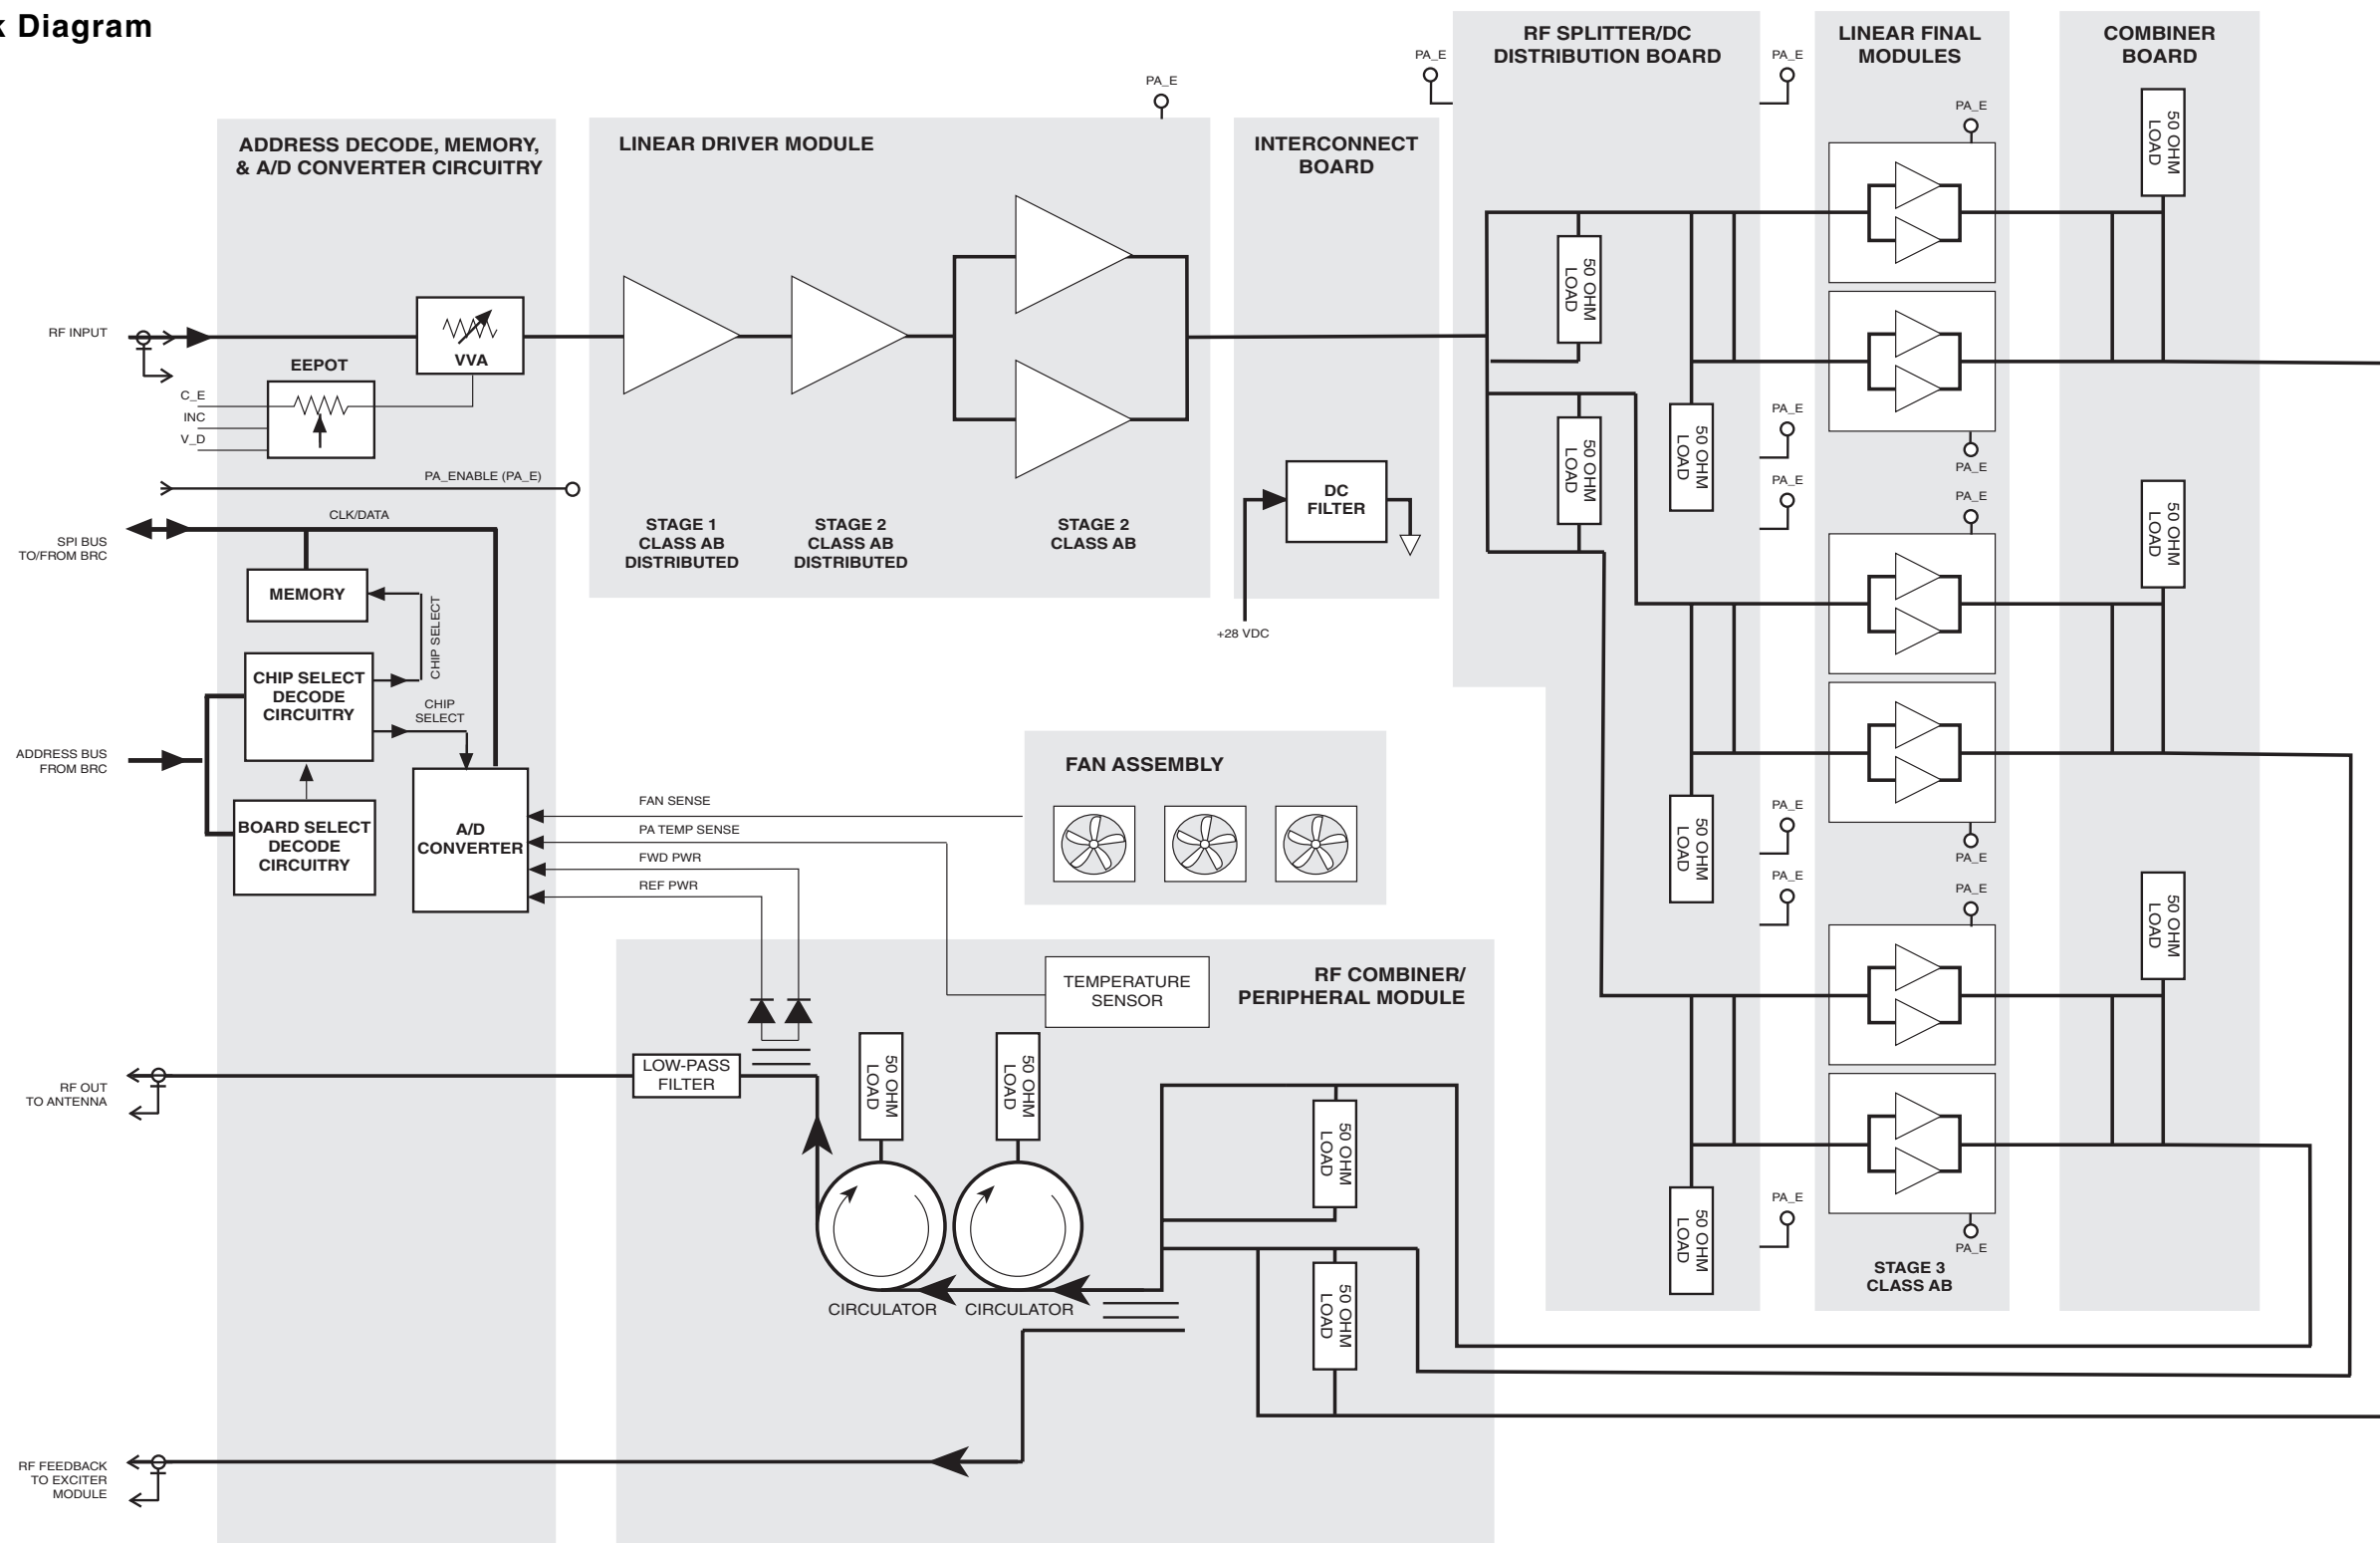 k Diagram
ADDRESS DECODE, MEMORY,
& A/D CONVERTER CIRCUITRY
RF INPUT
VVA
EEPOT
C_E
INC
V_D
PA_ENABLE (PA_E)
CLK/DATA
SPI BUS
TO/FROM BRC
MEMORY
CHIP SELECT
CHIP SELECT
DECODE
CIRCUITRY
CHIP
SELECT
ADDRESS BUS
FROM BRC
BOARD SELECT
DECODE
CIRCUITRY
A/D
CONVERTER
LINEAR DRIVER MODULE
PA_E
STAGE 1
CLASS AB
DISTRIBUTED
STAGE 2
CLASS AB
DISTRIBUTED
STAGE 2
CLASS AB
INTERCONNECT
BOARD
DC
FILTER
+28 VDC
FAN ASSEMBLY
FAN SENSE
PA TEMP SENSE
FWD PWR
REF PWR
RF COMBINER/
PERIPHERAL MODULE
TEMPERATURE
SENSOR
LOW-PASS
FILTER
50 OHM
LOAD
50 OHM
LOAD
CIRCULATOR
CIRCULATOR
50 OHM
LOAD
50 OHM
LOAD
RF OUT
TO ANTENNA
RF FEEDBACK
TO EXCITER
MODULE
RF SPLITTER/DC
DISTRIBUTION BOARD
PA_E
PA_E
50 OHM
LOAD
50 OHM
LOAD
50 OHM
LOAD
PA_E
PA_E
50 OHM
LOAD
PA_E
PA_E
50 OHM
LOAD
PA_E
LINEAR FINAL
MODULES
PA_E
PA_E
PA_E
PA_E
PA_E
PA_E
STAGE 3
CLASS AB
COMBINER
BOARD
50 OHM
LOAD
50 OHM
LOAD
50 OHM
LOAD